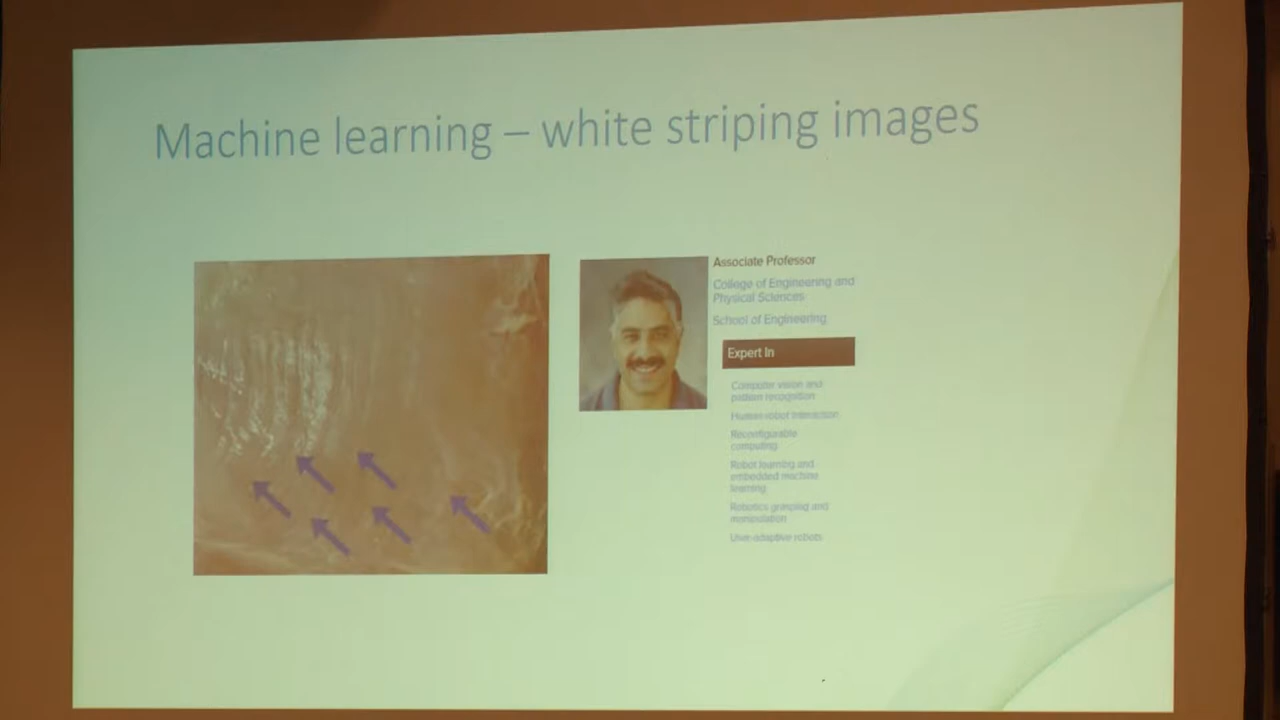 Machine learning – white striping images
Associate Professor
College of Engineering and
Physical Sciences
School of Engineering
Expert In
Computer vision and
pattern recognition
Human-robot interaction
Reconfigurable
computing
Robot learning and
embedded machine
learning
Robotics grasping and
manipulation
User-adaptive robots